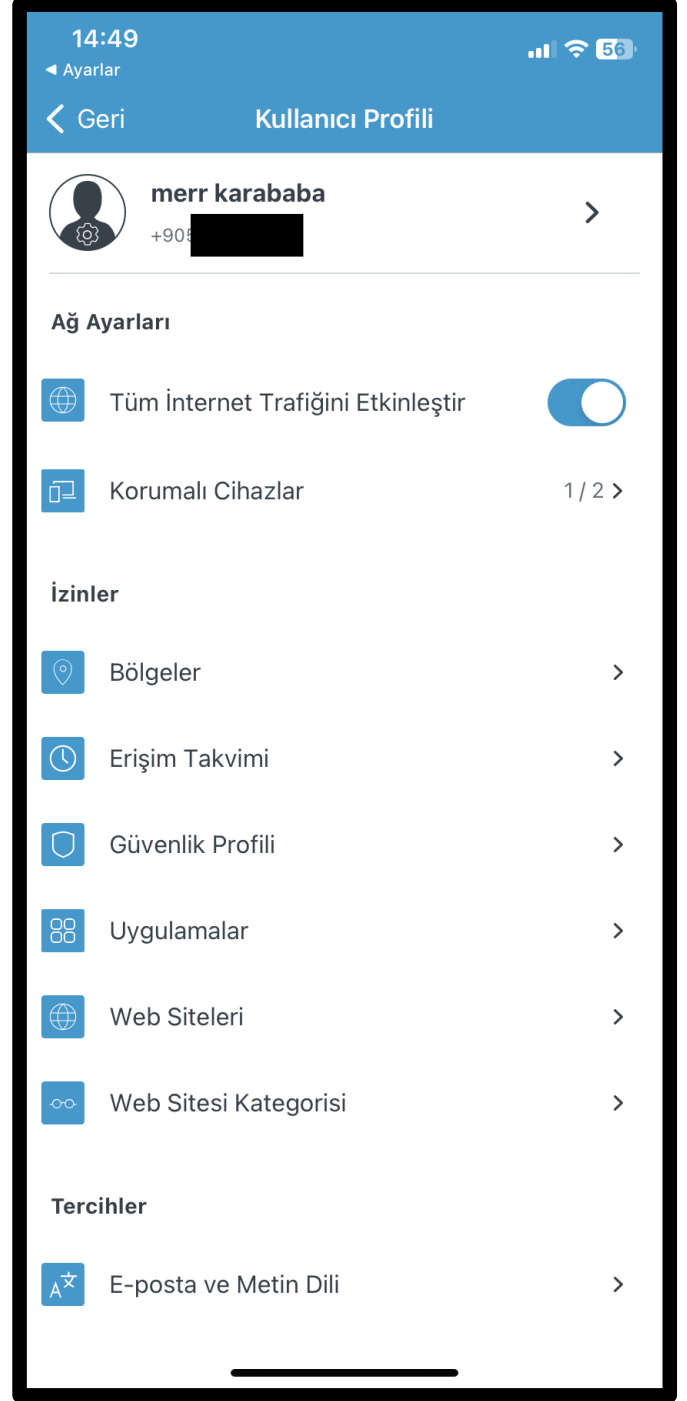 14:49
56
◀ Ayarlar
Geri
Kullanıcı Profili
merr karababa
+905
Ağ Ayarları
Tüm İnternet Trafiğini Etkinleştir
Korumalı Cihazlar
1 / 2
İzinler
Bölgeler
Erişim Takvimi
Güvenlik Profili
Uygulamalar
Web Siteleri
Web Sitesi Kategorisi
Tercihler
E-posta ve Metin Dili